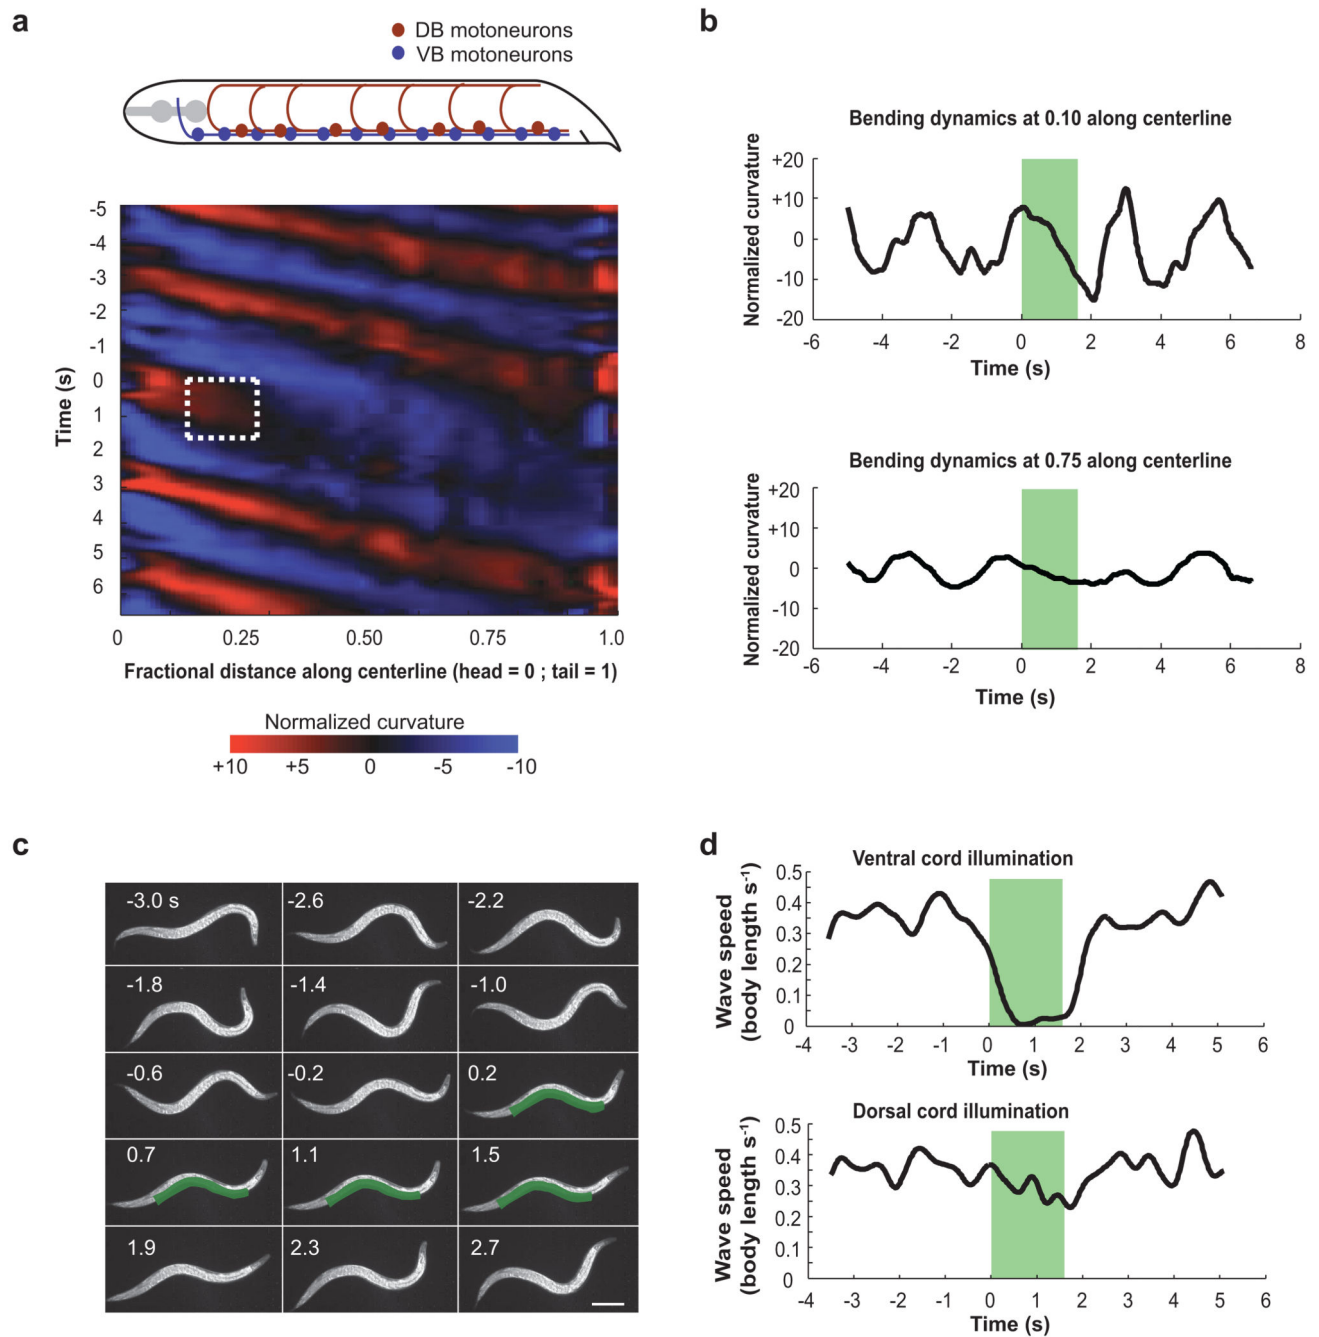 a
DB motoneurons
VB motoneurons
-5
-4
-3
-2
-1
0
1
2
3
4
5
6
Time (s)
0 0.25 0.50 0.75 1.0
Fractional distance along centerline (head = 0 ; tail = 1)
Normalized curvature
+10 +5 0 -5 -10
b
Bending dynamics at 0.10 along centerline
Normalized curvature
+20
+10
0
-10
-20
-6 -4 -2 0 2 4 6 8
Time (s)
Bending dynamics at 0.75 along centerline
Normalized curvature
+20
+10
0
-10
-20
-6 -4 -2 0 2 4 6 8
Time (s)
c
-3.0 s -2.6 -2.2
-1.8 -1.4 -1.0
-0.6 -0.2 0.2
0.7 1.1 1.5
1.9 2.3 2.7
d
Ventral cord illumination
Wave speed
(body length s⁻¹)
0.5
0.4
0.3
0.2
0.1
0
-4 -3 -2 -1 0 1 2 3 4 5 6
Time (s)
Dorsal cord illumination
Wave speed
(body length s⁻¹)
0.5
0.4
0.3
0.2
0.1
0
-4 -3 -2 -1 0 1 2 3 4 5 6
Time (s)